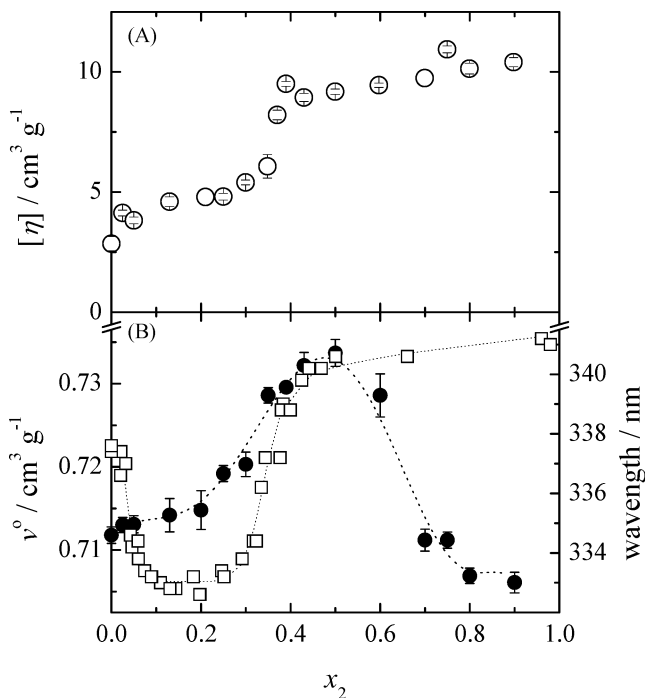 (A)
10
5
0
[η] / cm³ g⁻¹
(B)
0.73
0.72
0.71
v° / cm³ g⁻¹
340
338
336
334
wavength / nm
0.0 0.2 0.4 0.6 0.8 1.0
x₂